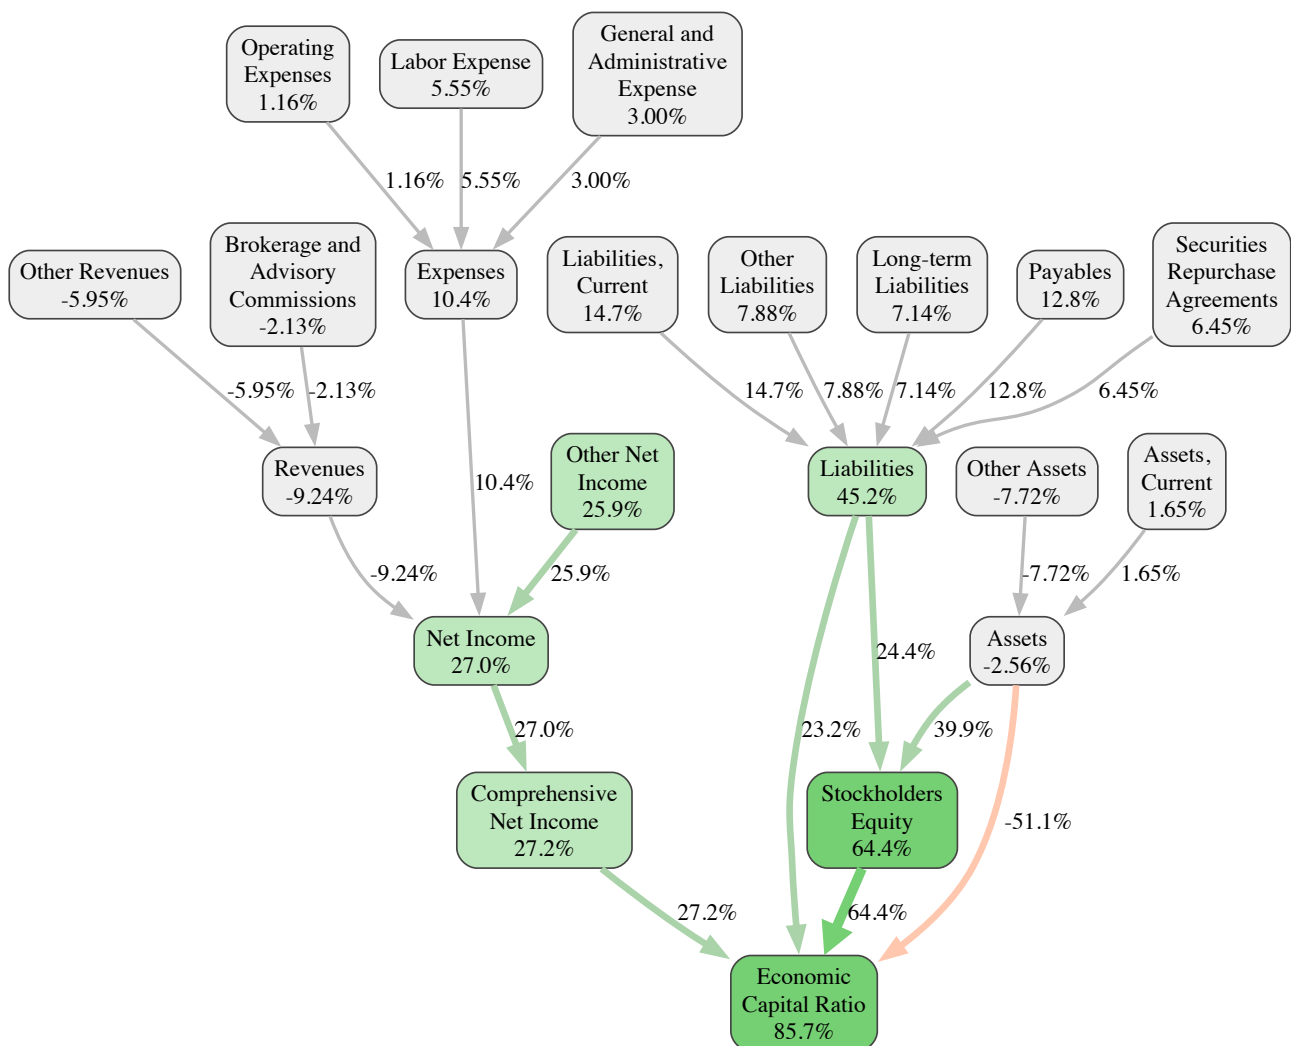 Operating
Expenses
1.16%
Labor Expense
5.55%
General and
Administrative
Expense
3.00%
1.16%
5.55%
3.00%
Other Revenues
-5.95%
Brokerage and
Advisory
Commissions
-2.13%
Expenses
10.4%
Liabilities,
Current
14.7%
Other
Liabilities
7.88%
Long-term
Liabilities
7.14%
Payables
12.8%
Securities
Repurchase
Agreements
6.45%
-5.95%
-2.13%
14.7%
7.88%
7.14%
12.8%
6.45%
Revenues
-9.24%
10.4%
Other Net
Income
25.9%
Liabilities
45.2%
Other Assets
-7.72%
Assets,
Current
1.65%
-9.24%
25.9%
-7.72%
1.65%
Net Income
27.0%
24.4%
Assets
-2.56%
27.0%
23.2%
39.9%
Comprehensive
Net Income
27.2%
Stockholders
Equity
64.4%
-51.1%
27.2%
64.4%
Economic
Capital Ratio
85.7%